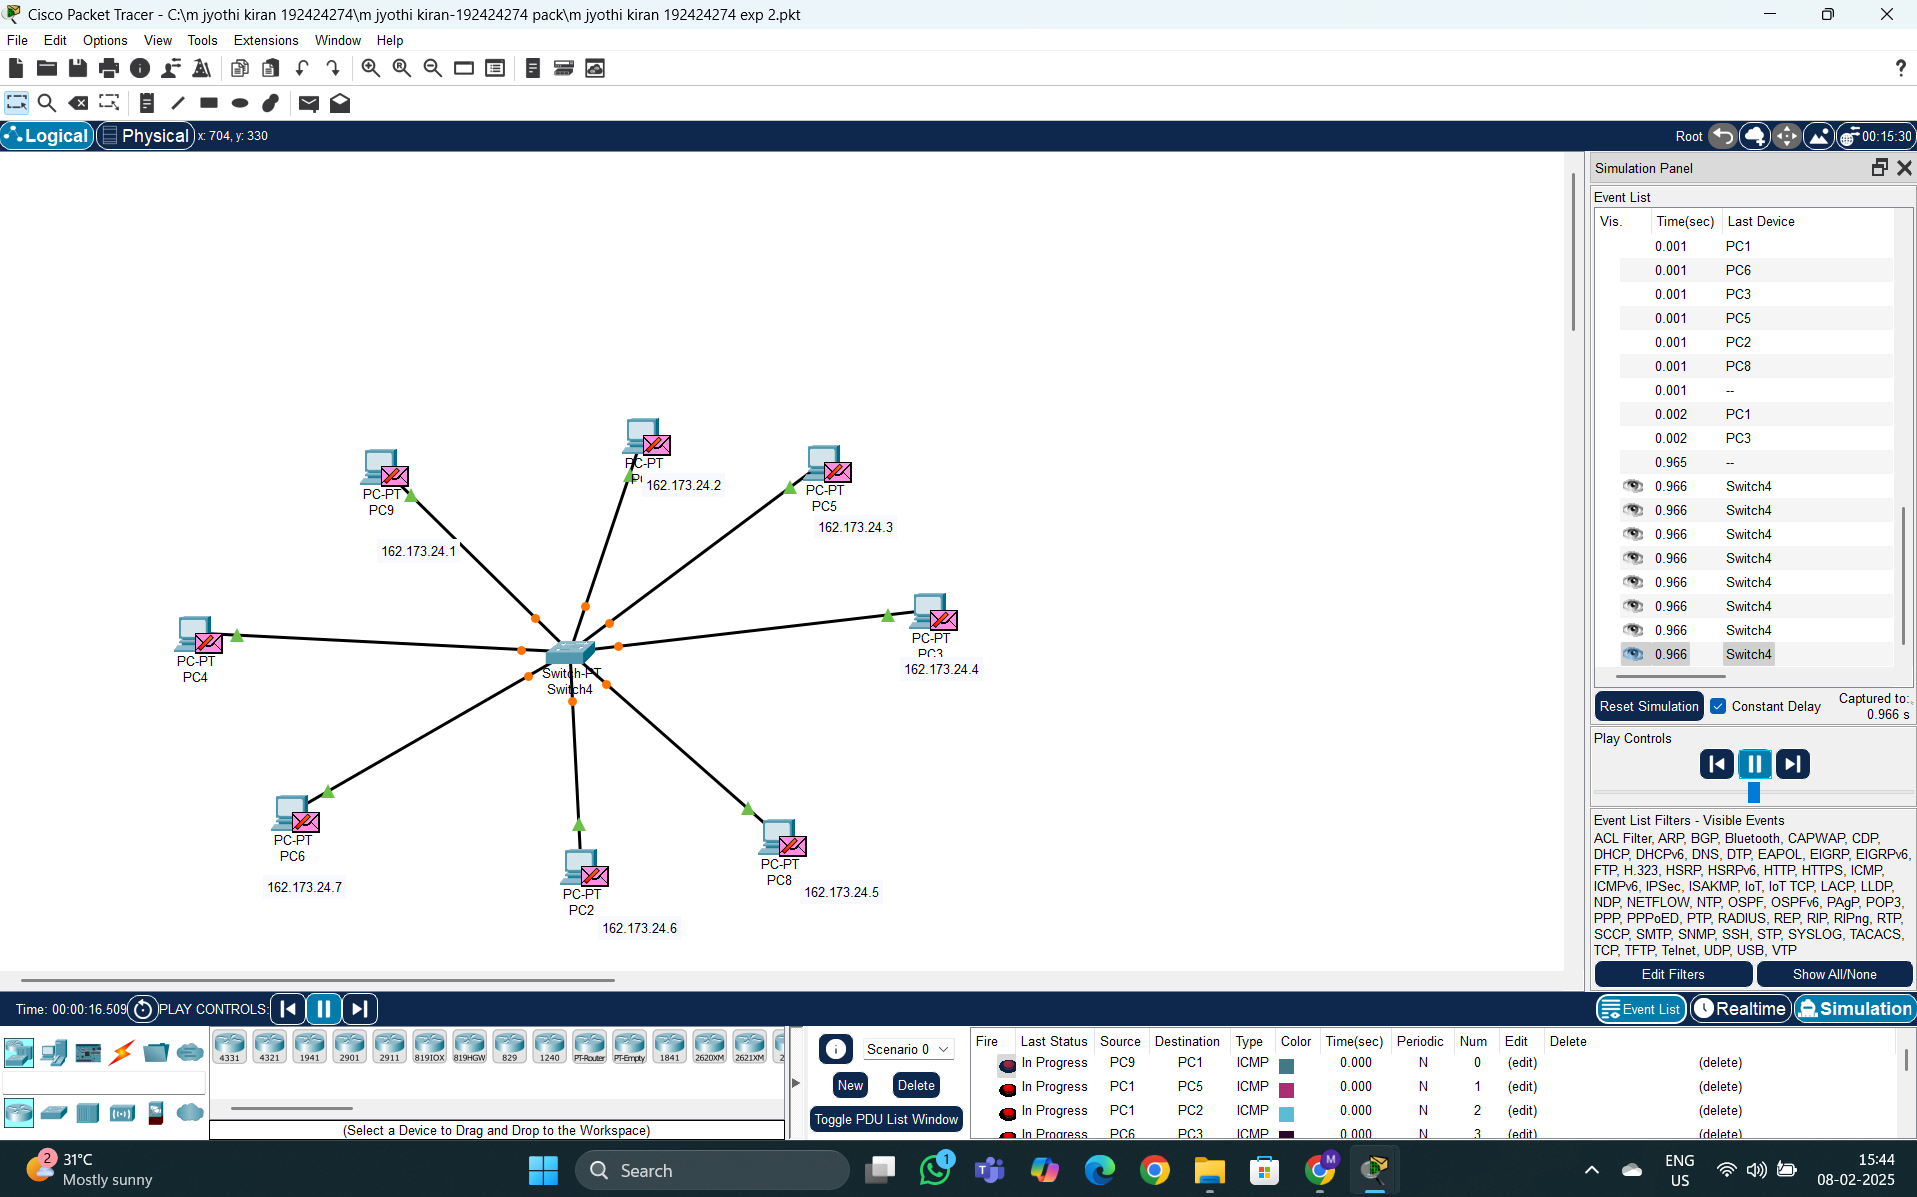 Cisco Packet Tracer - C:\m jyothi kiran 192424274\m jyothi kiran-192424274 pack\m jyothi kiran 192424274 exp 2.pkt
File Edit Options View Tools Extensions Window Help
Logical Physical x: 704, y: 330 Root 00:15:30
PC-PT
PC9
162.173.24.1
PC-PT
162.173.24.2
PC-PT
PC5
162.173.24.3
PC-PT
PC3
162.173.24.4
PC-PT
PC4
Switch-PT
Switch4
PC-PT
PC6
162.173.24.7
PC-PT
PC2
162.173.24.6
PC-PT
PC8
162.173.24.5
Simulation Panel
Event List
Vis. Time(sec) Last Device
0.001 PC1
0.001 PC6
0.001 PC3
0.001 PC5
0.001 PC2
0.001 PC8
0.001 --
0.002 PC1
0.002 PC3
0.965 --
0.966 Switch4
0.966 Switch4
0.966 Switch4
0.966 Switch4
0.966 Switch4
0.966 Switch4
0.966 Switch4
0.966 Switch4
Reset Simulation Constant Delay Captured to:
0.966 s
Play Controls
Event List Filters - Visible Events
ACL Filter, ARP, BGP, Bluetooth, CAPWAP, CDP,
DHCP, DHCPv6, DNS, DTP, EAPOL, EIGRP, EIGRPv6,
FTP, H.323, HSRP, HSRPv6, HTTP, HTTPS, ICMP,
ICMPv6, IPSec, ISAKMP, IoT, IoT TCP, LACP, LLDP,
NDP, NETFLOW, NTP, OSPF, OSPFv6, PAgP, POP3,
PPP, PPPoED, PTP, RADIUS, REP, RIP, RIPng, RTP,
SCCP, SMTP, SNMP, SSH, STP, SYSLOG, TACACS,
TCP, TFTP, Telnet, UDP, USB, VTP
Edit Filters Show All/None
Time: 00:00:16.509 PLAY CONTROLS: Event List Realtime Simulation
4331 4321 1941 2901 2911 819IOX 819HGW 829 1240 PT-Router PT-Empty 1841 2620XM 2621XM 2
(Select a Device to Drag and Drop to the Workspace)
Scenario 0
New Delete
Toggle PDU List Window
Fire Last Status Source Destination Type Color Time(sec) Periodic Num Edit Delete
In Progress PC9 PC1 ICMP 0.000 N 0 (edit) (delete)
In Progress PC1 PC5 ICMP 0.000 N 1 (edit) (delete)
In Progress PC1 PC2 ICMP 0.000 N 2 (edit) (delete)
In Progress PC6 PC3 ICMP 0.000 N 3 (edit) (delete)
2 31°C
Mostly sunny
Search
1
M
ENG
US
15:44
08-02-2025